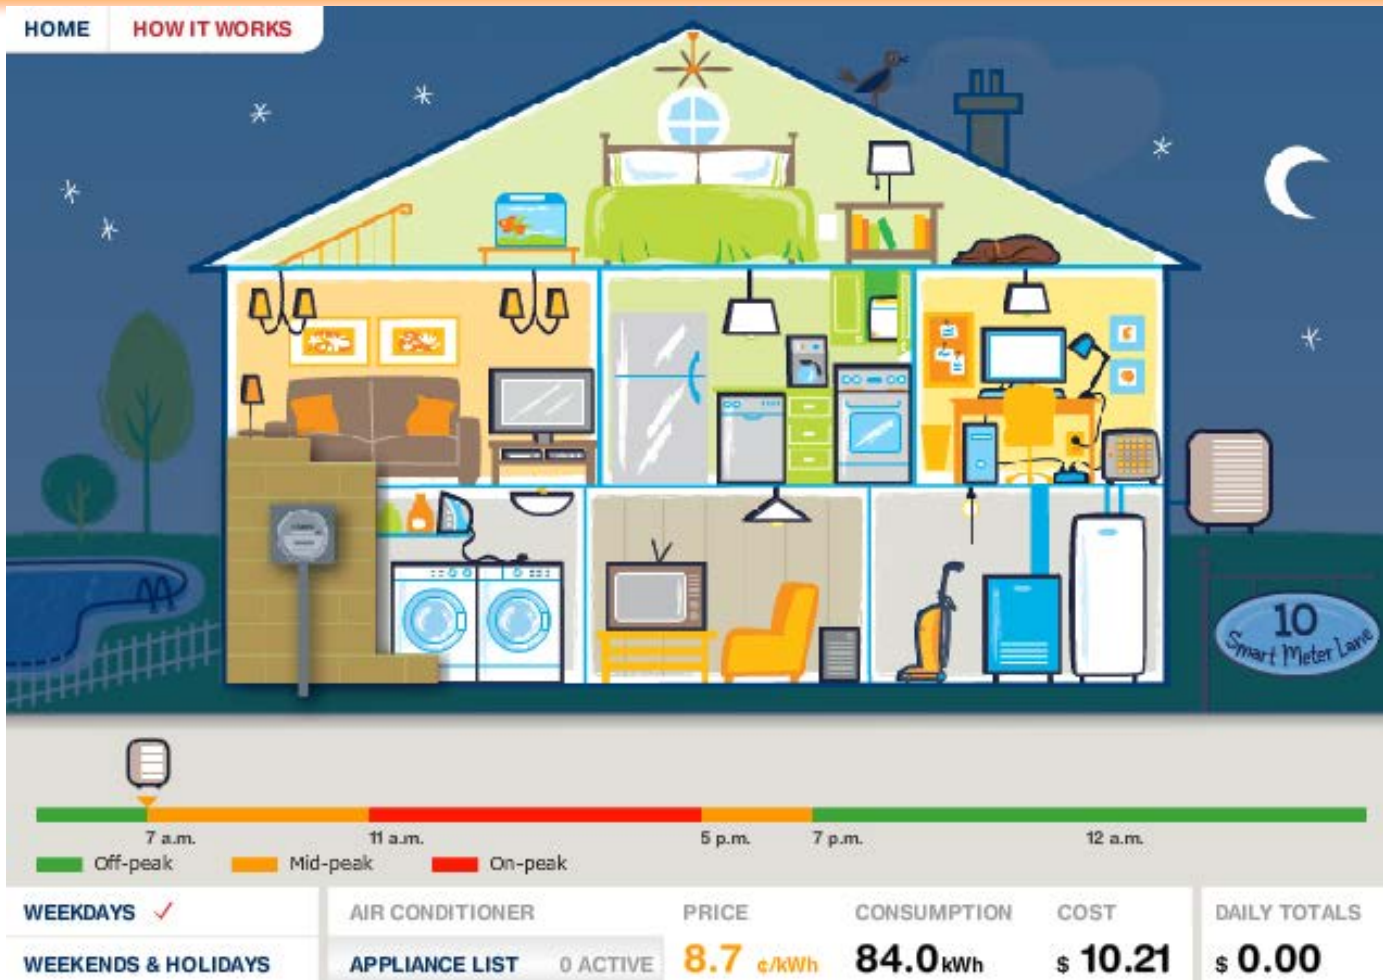 HOME HOW IT WORKS
10
Smart Meter Lane
7 a.m. 11 a.m. 5 p.m. 7 p.m. 12 a.m.
Off-peak Mid-peak On-peak
WEEKDAYS ✓ AIR CONDITIONER PRICE CONSUMPTION COST DAILY TOTALS
WEEKENDS & HOLIDAYS APPLIANCE LIST 0 ACTIVE 8.7 ¢/kWh 84.0 kWh $ 10.21 $ 0.00